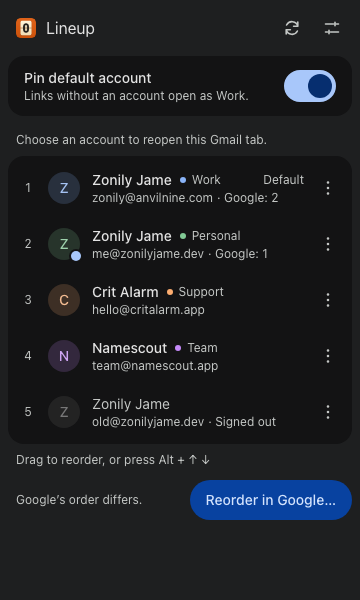 0 Lineup
Pin default account
Links without an account open as Work.
Choose an account to reopen this Gmail tab.
1 Z Zonily Jame Work Default
zonily@anvilnine.com · Google: 2
2 Z Zonily Jame Personal
me@zonilyjame.dev · Google: 1
3 C Crit Alarm Support
hello@critalarm.app
4 N Namescout Team
team@namescout.app
5 Z Zonily Jame
old@zonilyjame.dev · Signed out
Drag to reorder, or press Alt + ↑ ↓
Google’s order differs. Reorder in Google...